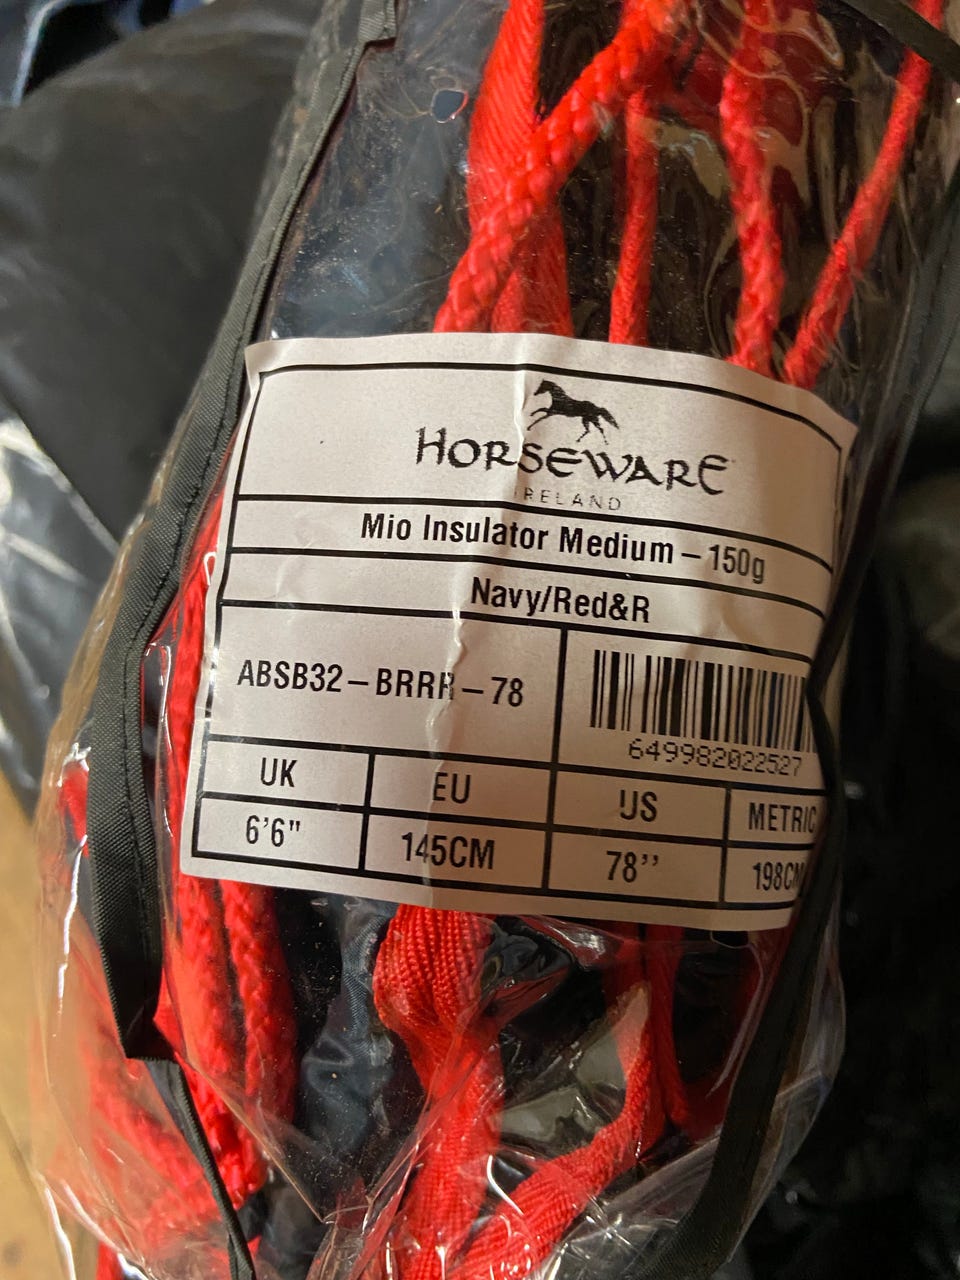 HORSEWARE
IRELAND
Mio Insulator Medium – 150g
Navy/Red&R
ABSB32 – BRRR – 78
649982022527
UK EU US METRIC
6'6" 145CM 78’’ 198CM